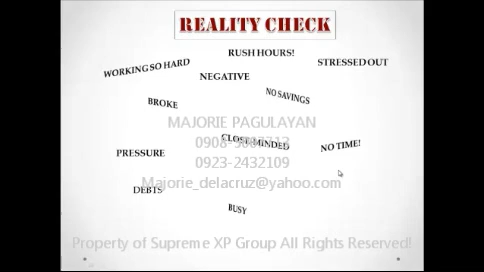 REALITY CHECK
RUSH HOURS!
WORKING SO HARD
STRESSED OUT
NEGATIVE
NO SAVINGS
BROKE
MAJORIE PAGULAYAN
CLOSE MINDED
NO TIME!
PRESSURE
0923-2432109
Majorie_delacruz@yahoo.com
DEBTS
BUSY
Property of Supreme XP Group All Rights Reserved!